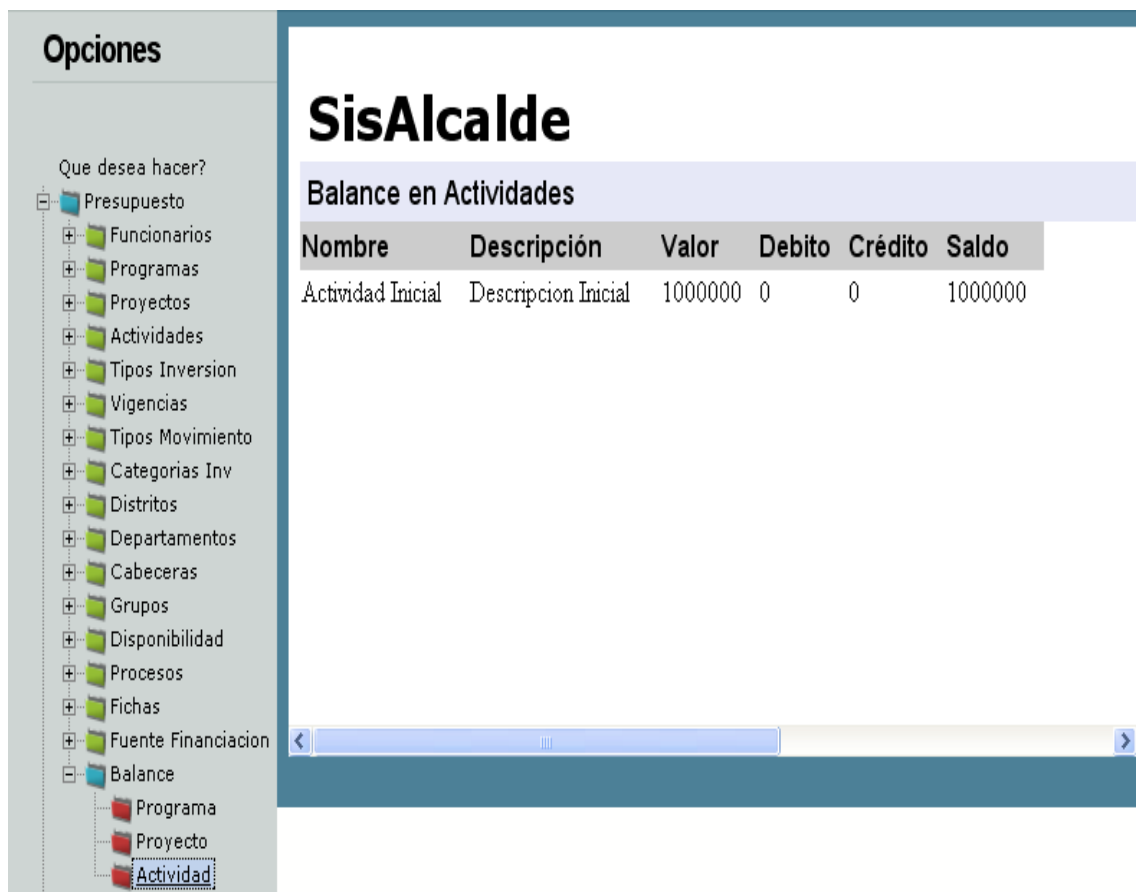 Opciones
Que desea hacer?
Presupuesto
Funcionarios
Programas
Proyectos
Actividades
Tipos Inversion
Vigencias
Tipos Movimiento
Categorias Inv
Distritos
Departamentos
Cabeceras
Grupos
Disponibilidad
Procesos
Fichas
Fuente Financiacion
Balance
Programa
Proyecto
Actividad
SisAlcalde
Balance en Actividades
Nombre Descripción Valor Debito Crédito Saldo
Actividad Inicial Descripcion Inicial 1000000 0 0 1000000